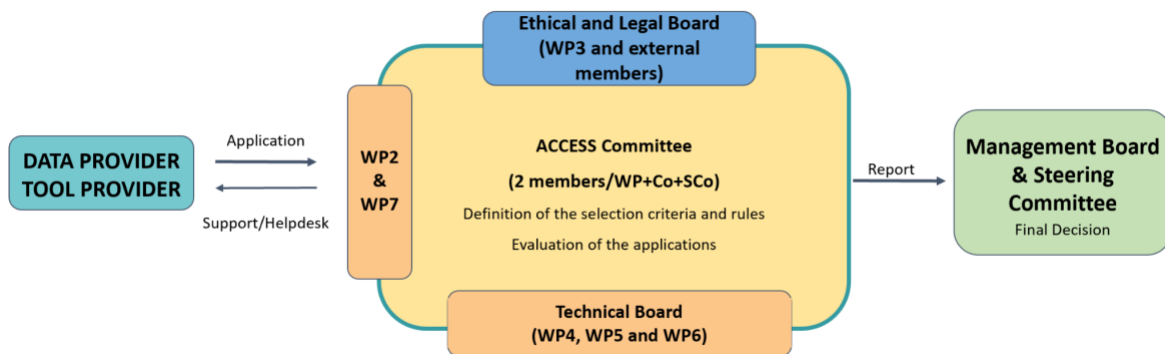 Ethical and Legal Board
(WP3 and external
members)
Application
DATA PROVIDER
TOOL PROVIDER
Support/Helpdesk
WP2
&
WP7
ACCESS Committee
(2 members/WP+Co+SCo)
Definition of the selection criteria and rules
Evaluation of the applications
Technical Board
(WP4, WP5 and WP6)
Report
Management Board
& Steering
Committee
Final Decision